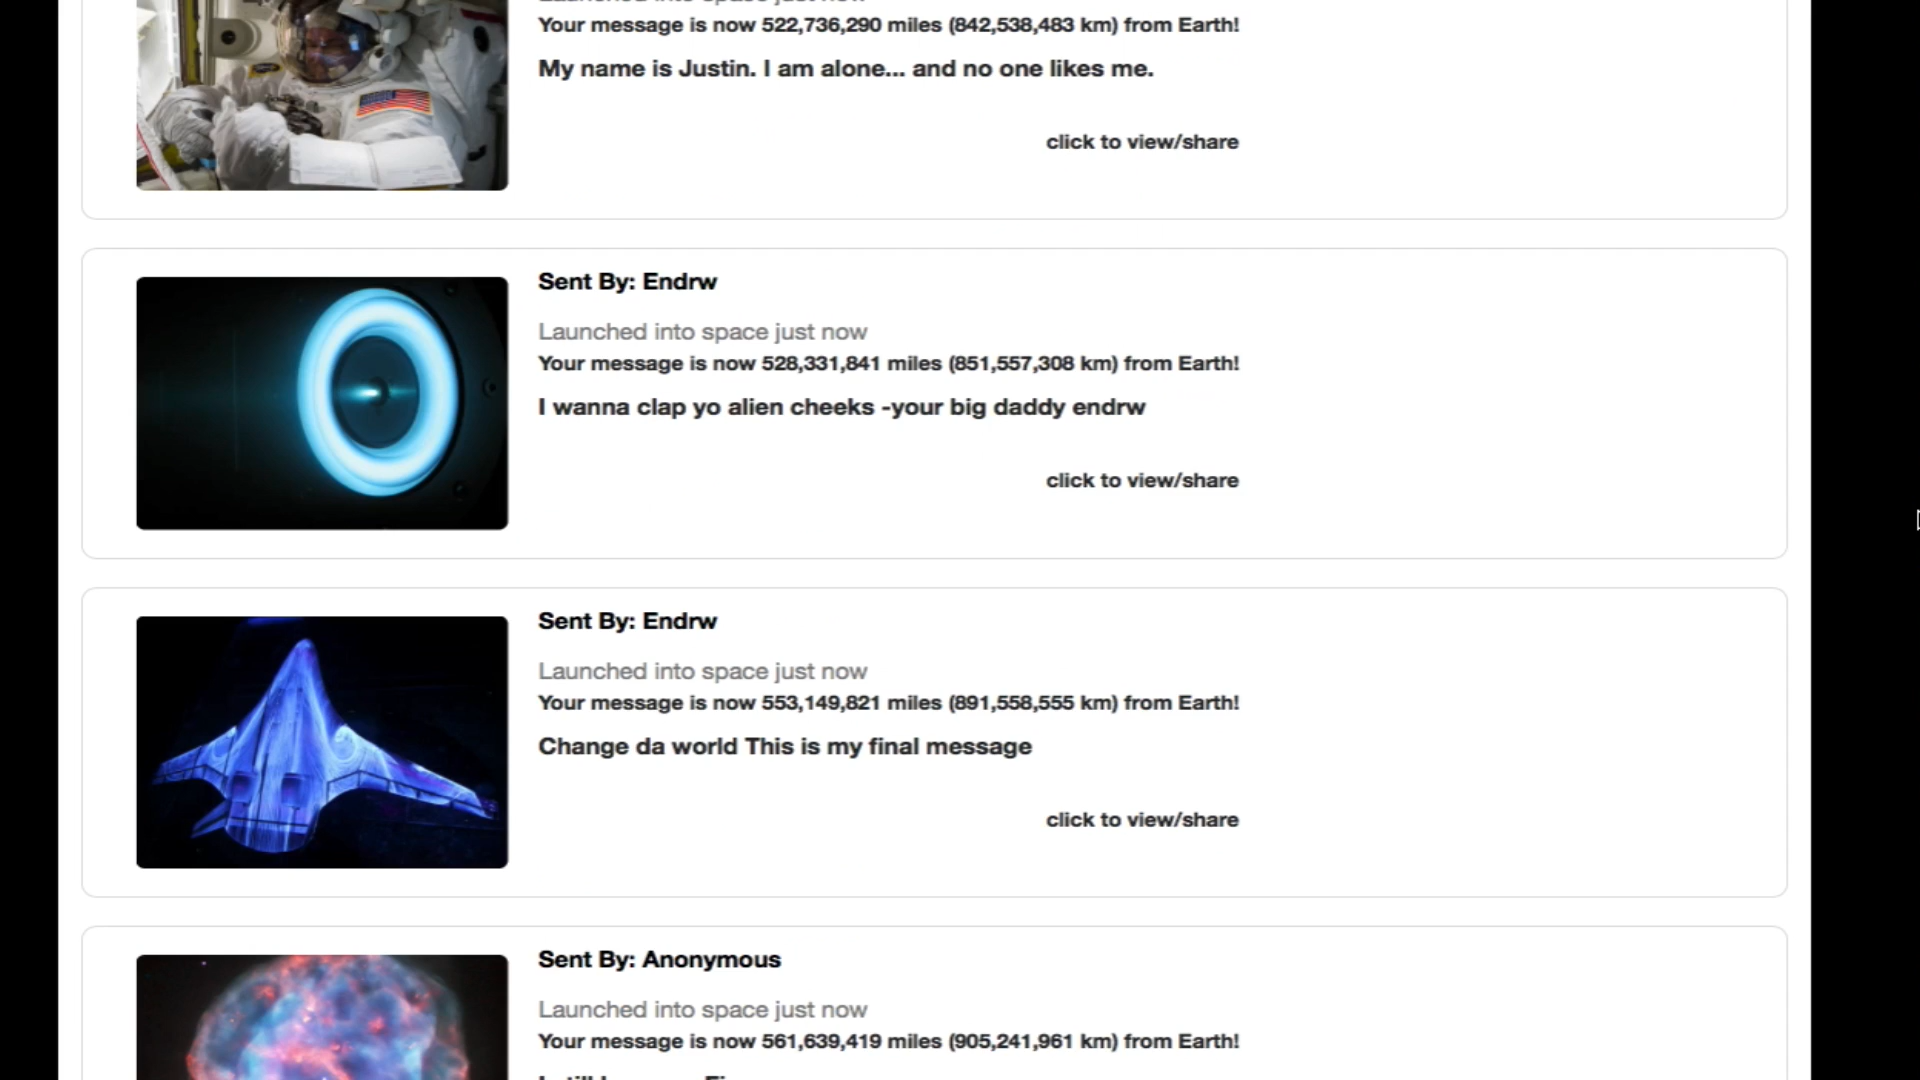 Launched into space just now
Your message is now 522,736,290 miles (842,538,483 km) from Earth!
My name is Justin. I am alone... and no one likes me.
click to view/share
Sent By: Endrw
Launched into space just now
Your message is now 528,331,841 miles (851,557,308 km) from Earth!
I wanna clap yo alien cheeks -your big daddy endrw
click to view/share
Sent By: Endrw
Launched into space just now
Your message is now 553,149,821 miles (891,558,555 km) from Earth!
Change da world This is my final message
click to view/share
Sent By: Anonymous
Launched into space just now
Your message is now 561,639,419 miles (905,241,961 km) from Earth!